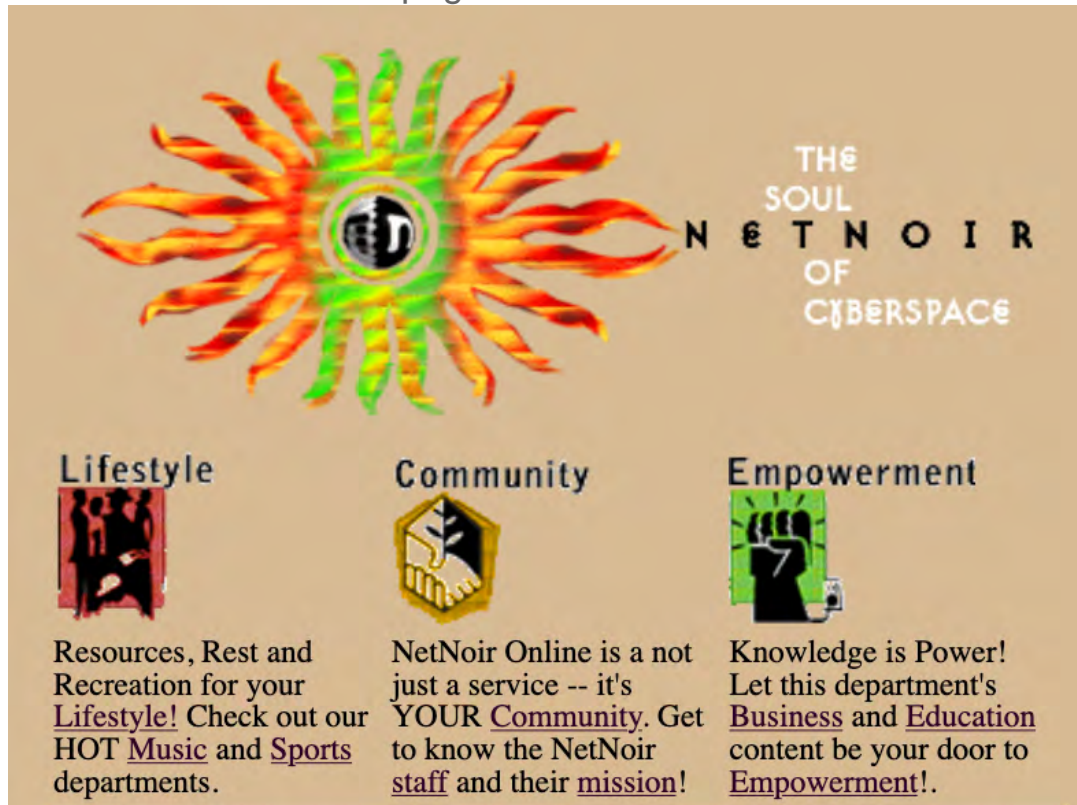 THE
SOUL
NETNOIR
OF
CYBERSPACE
Lifestyle
Resources, Rest and
Recreation for your
Lifestyle! Check out our
HOT Music and Sports
departments.
Community
NetNoir Online is a not
just a service -- it's
YOUR Community. Get
to know the NetNoir
staff and their mission!
Empowerment
Knowledge is Power!
Let this department's
Business and Education
content be your door to
Empowerment!.